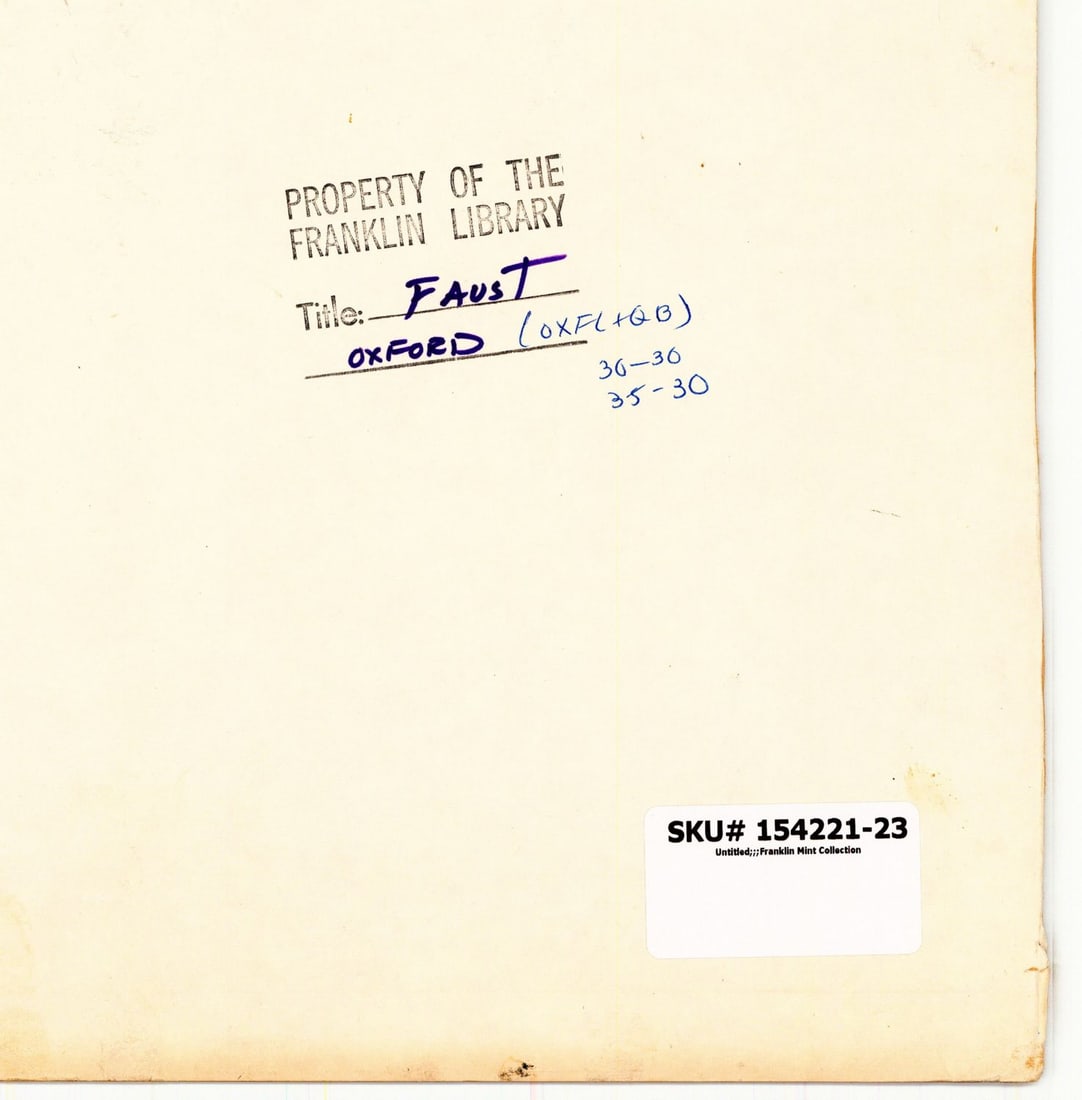 PROPERTY OF THE
FRANKLIN LIBRARY
Title: FAUST
OXFORD (OXFL+QB)
30-30
35-30
SKU# 154221-23
Untitled;;;Franklin Mint Collection